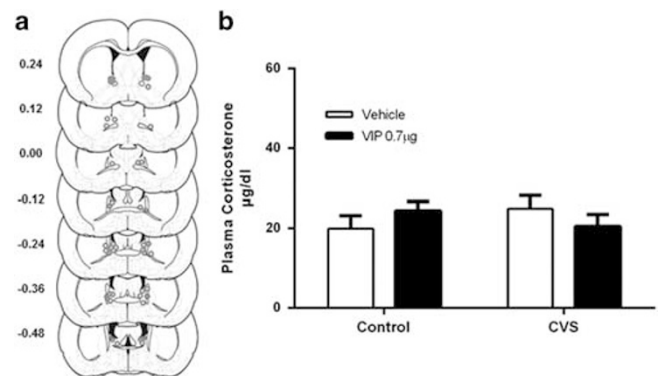 a
0.24
0.12
0.00
-0.12
-0.24
-0.36
-0.48
b
Plasma Corticosterone
µg/dl
60
40
20
0
Vehicle
VIP 0.7µg
Control
CVS